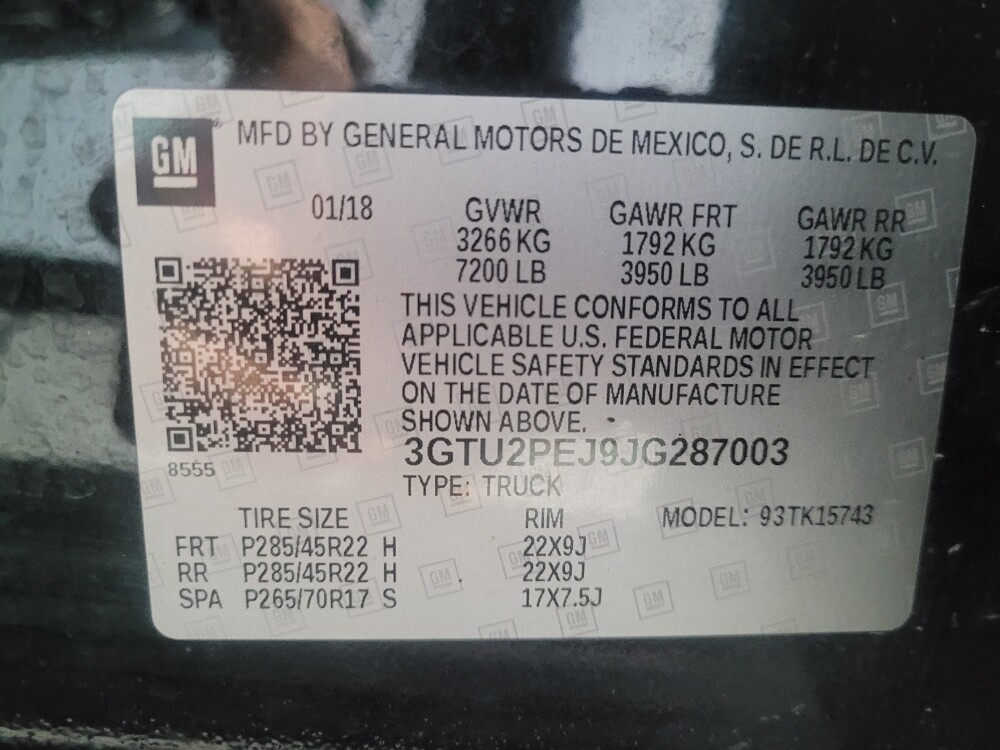 GM MFD BY GENERAL MOTORS DE MEXICO, S. DE R.L. DE C.V.
01/18 GVWR GAWR FRT GAWR RR
3266 KG 1792 KG 1792 KG
7200 LB 3950 LB 3950 LB
THIS VEHICLE CONFORMS TO ALL
APPLICABLE U.S. FEDERAL MOTOR
VEHICLE SAFETY STANDARDS IN EFFECT
ON THE DATE OF MANUFACTURE
SHOWN ABOVE.
3GTU2PEJ9JG287003
8555
TYPE: TRUCK
TIRE SIZE RIM MODEL: 93TK15743
FRT P285/45R22 H 22X9J
RR P285/45R22 H 22X9J
SPA P265/70R17 S 17X7.5J